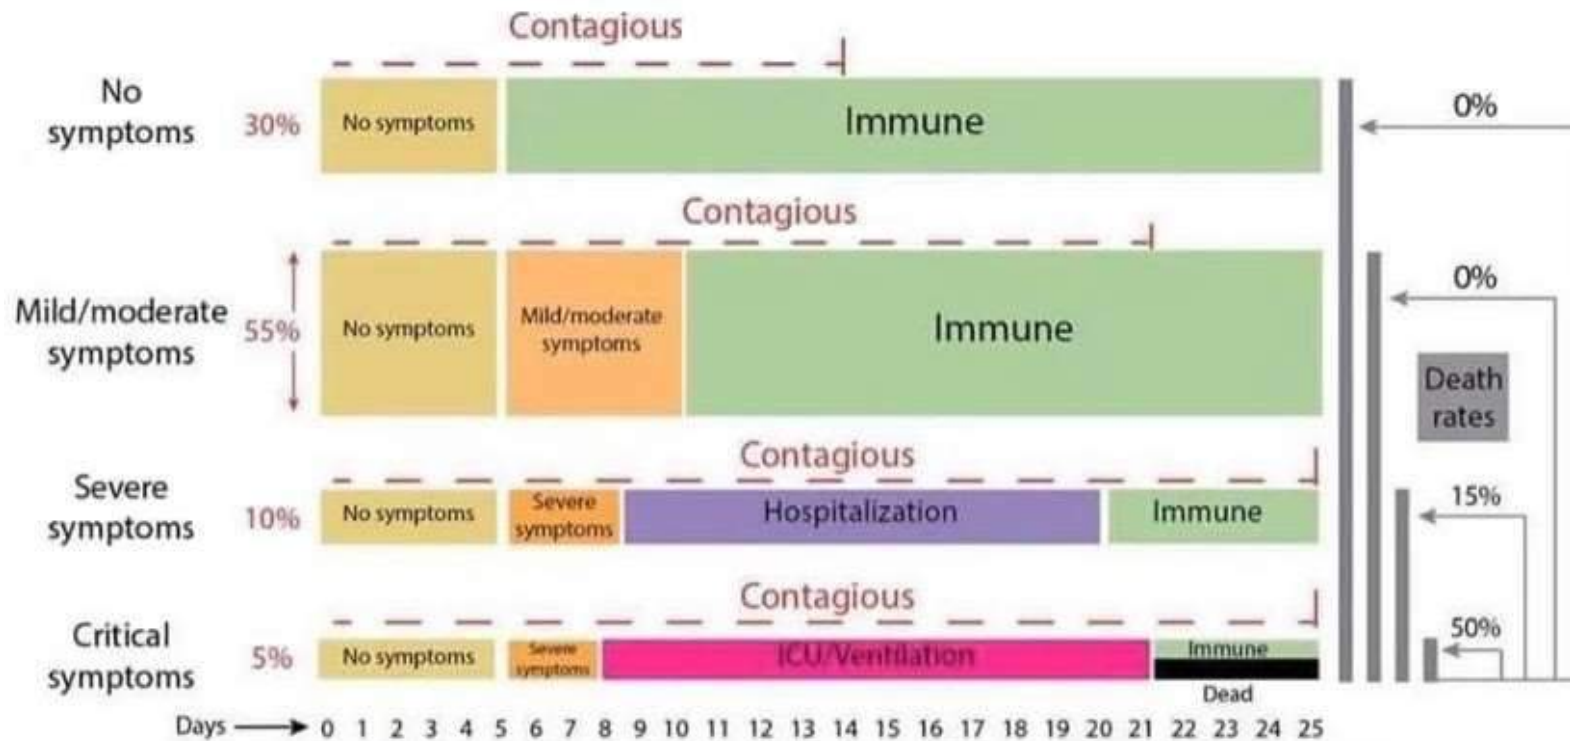 Contagious
No
symptoms
30%
No symptoms
Immune
0%
Contagious
Mild/moderate
symptoms
55%
No symptoms
Mild/moderate
symptoms
Immune
0%
Death
rates
Contagious
Severe
symptoms
10%
No symptoms
Severe
symptoms
Hospitalization
Immune
15%
Contagious
Critical
symptoms
5%
No symptoms
Severe
symptoms
ICU/Ventilation
Immune
Dead
50%
Days 0 1 2 3 4 5 6 7 8 9 10 11 12 13 14 15 16 17 18 19 20 21 22 23 24 25